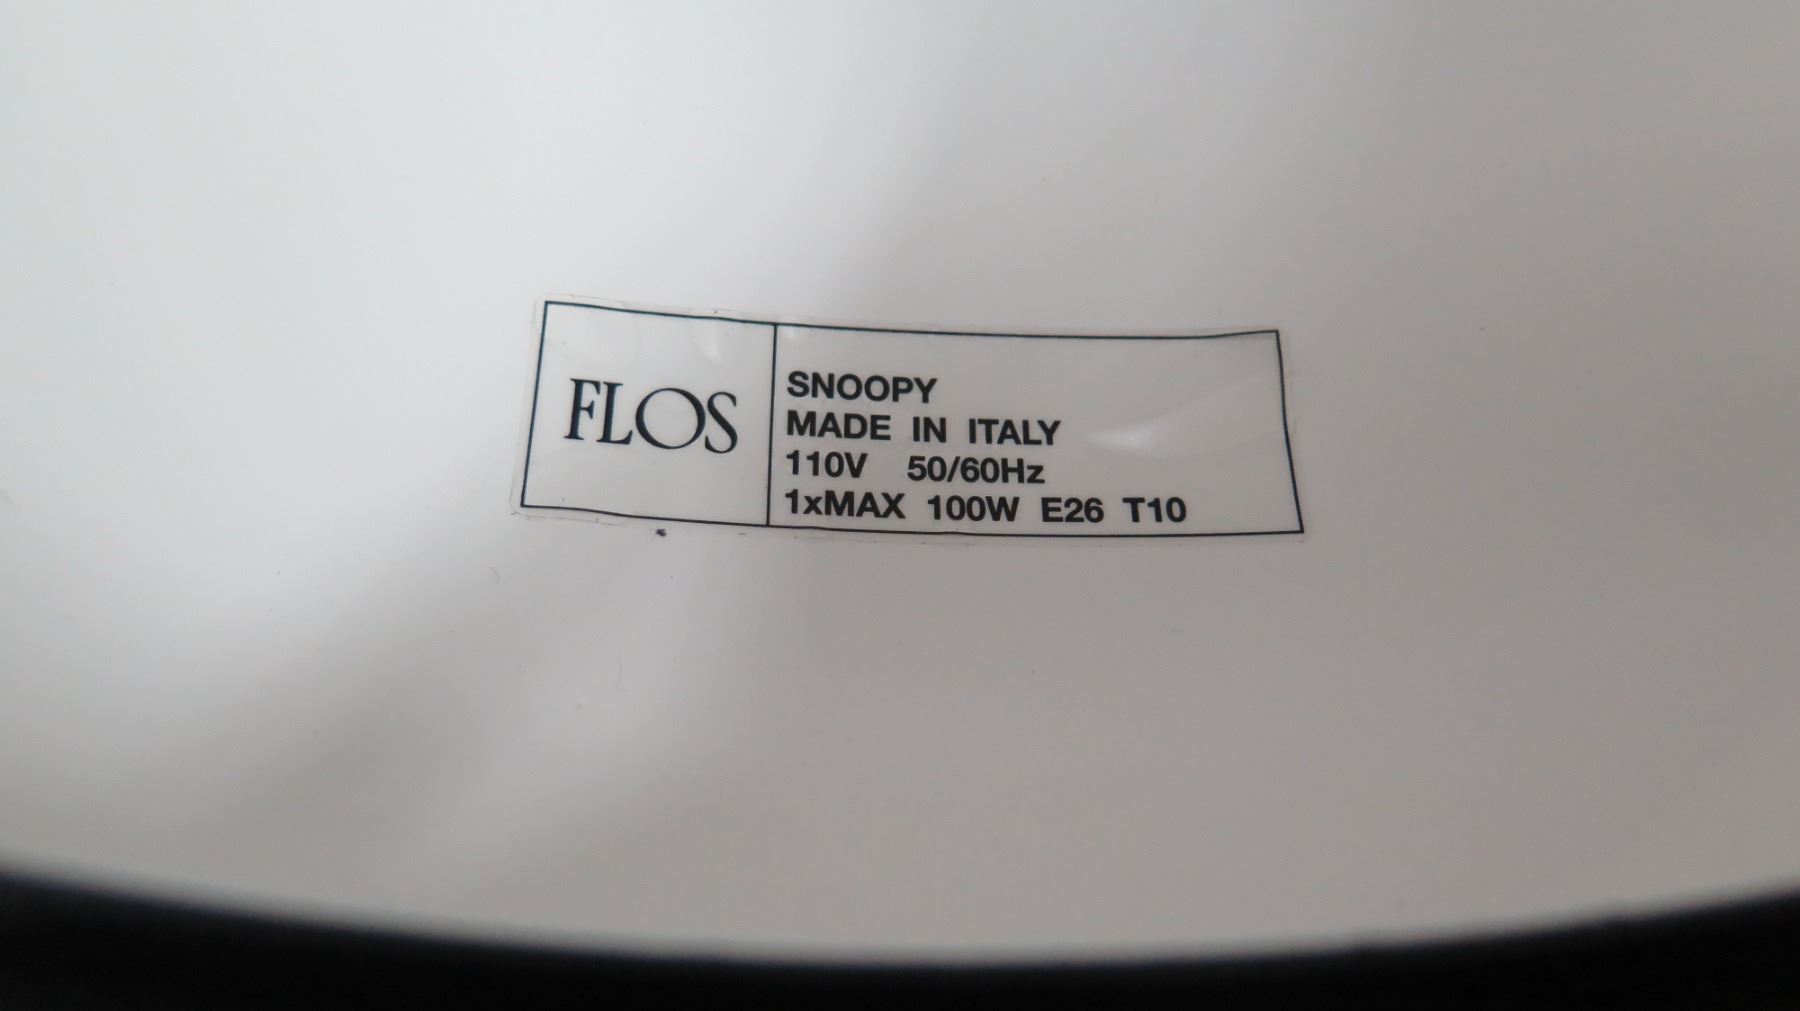 FLOS
SNOOPY
MADE IN ITALY
110V 50/60Hz
1xMAX 100W E26 T10